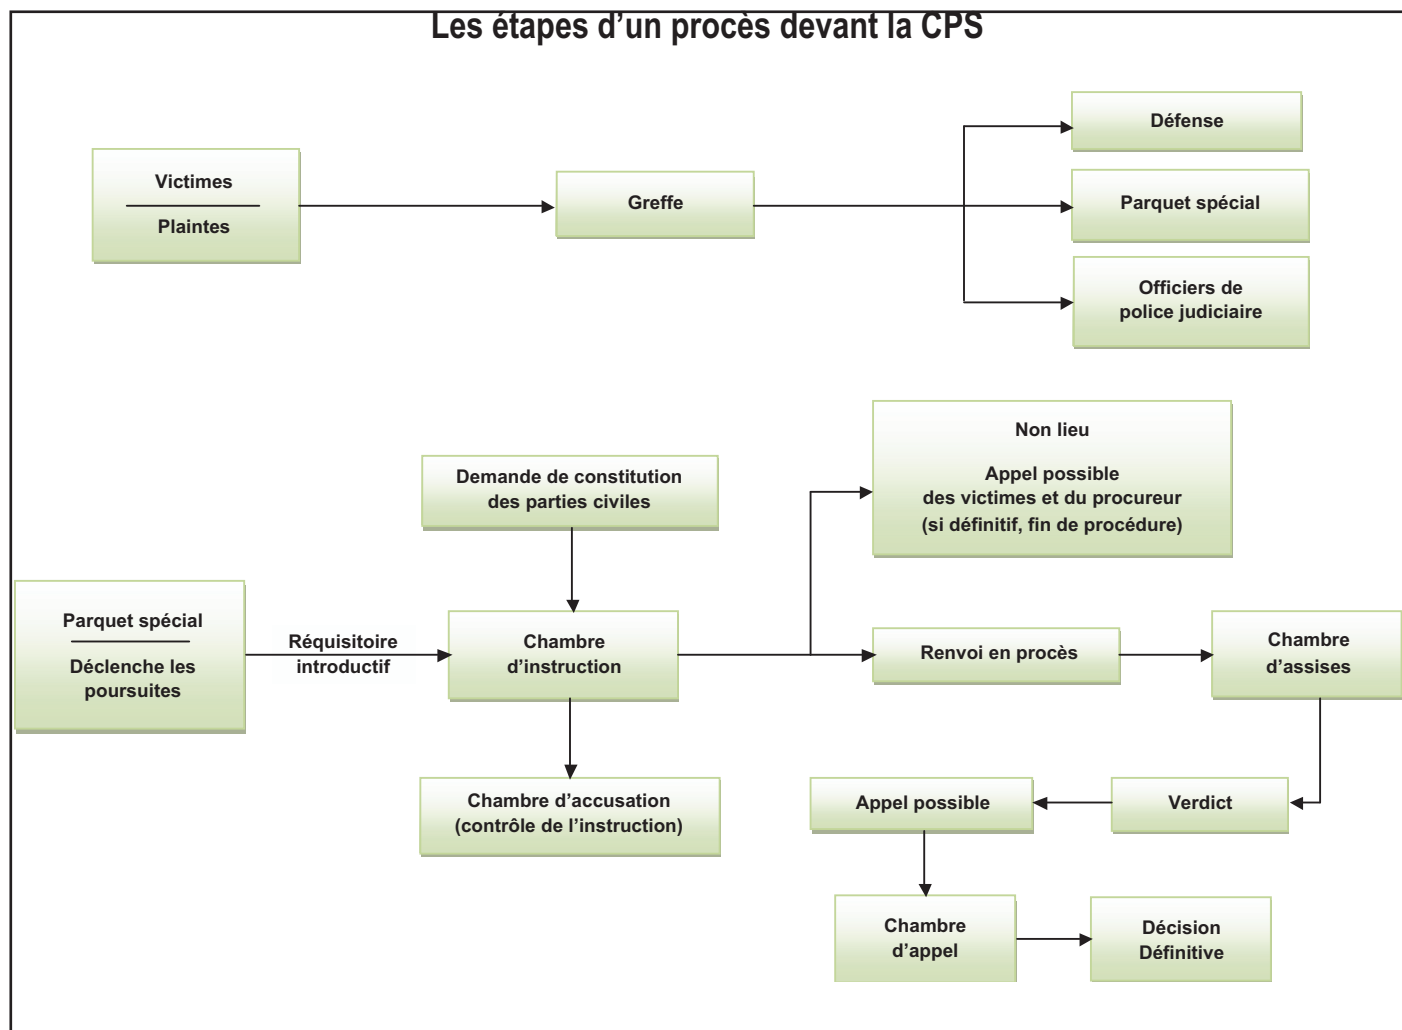 Les étapes d’un procès devant la CPS
Victimes
Plaintes
Greffe
Défense
Parquet spécial
Officiers de
police judiciaire
Non lieu
Appel possible
des victimes et du procureur
(si définitif, fin de procédure)
Demande de constitution
des parties civiles
Parquet spécial
Déclenche les
poursuites
Réquisitoire
introductif
Chambre
d’instruction
Renvoi en procès
Chambre
d’assises
Chambre d’accusation
(contrôle de l’instruction)
Appel possible
Verdict
Chambre
d’appel
Décision
Définitive